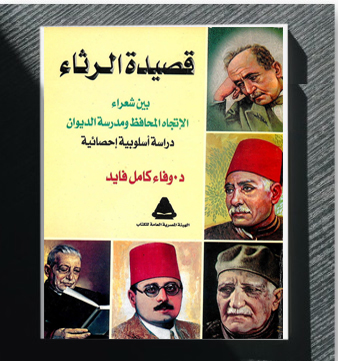 قصيدة الرثاء
بين شعراء
الإتجاه المحافظ ومدرسة الديوان
دراسة أسلوبية إحصائية
د. وفاء كامل فايد
الهيئة المصرية العامة للكتاب